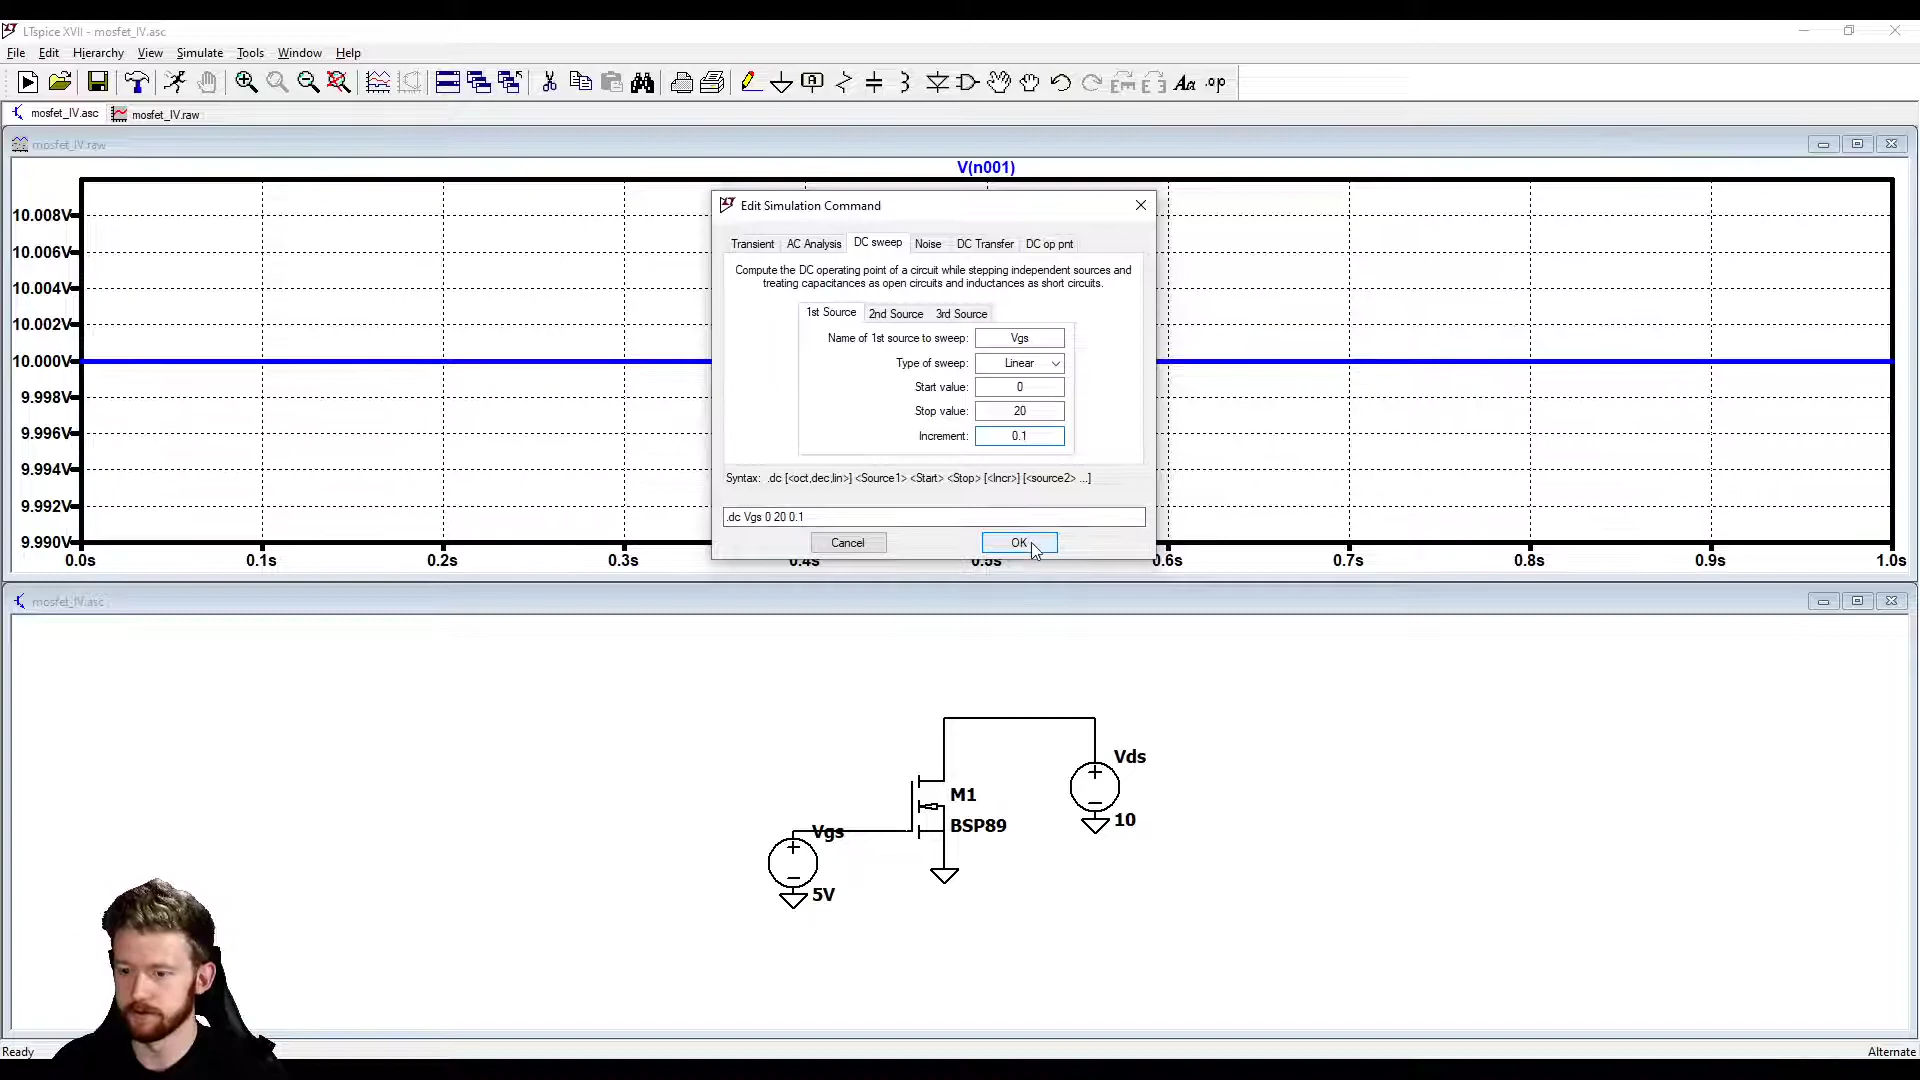 LTspice XVII - mosfet_IV.asc
File Edit Hierarchy View Simulate Tools Window Help
mosfet_IV.asc mosfet_IV.raw
mosfet_IV.raw
V(n001)
10.008V
10.006V
10.004V
10.002V
10.000V
9.998V
9.996V
9.994V
9.992V
9.990V
0.0s 0.1s 0.2s 0.3s 0.4s 0.5s 0.6s 0.7s 0.8s 0.9s 1.0s
Edit Simulation Command
Transient AC Analysis DC sweep Noise DC Transfer DC op pnt
Compute the DC operating point of a circuit while stepping independent sources and
treating capacitances as open circuits and inductances as short circuits.
1st Source 2nd Source 3rd Source
Name of 1st source to sweep: Vgs
Type of sweep: Linear
Start value: 0
Stop value: 20
Increment: 0.1
Syntax: .dc [<oct,dec,lin>] <Source1> <Start> <Stop> [<Incr>] [<source2> ...]
.dc Vgs 0 20 0.1
Cancel OK
mosfet_IV.asc
Vds
M1
10
BSP89
Vgs
5V
Ready Alternate